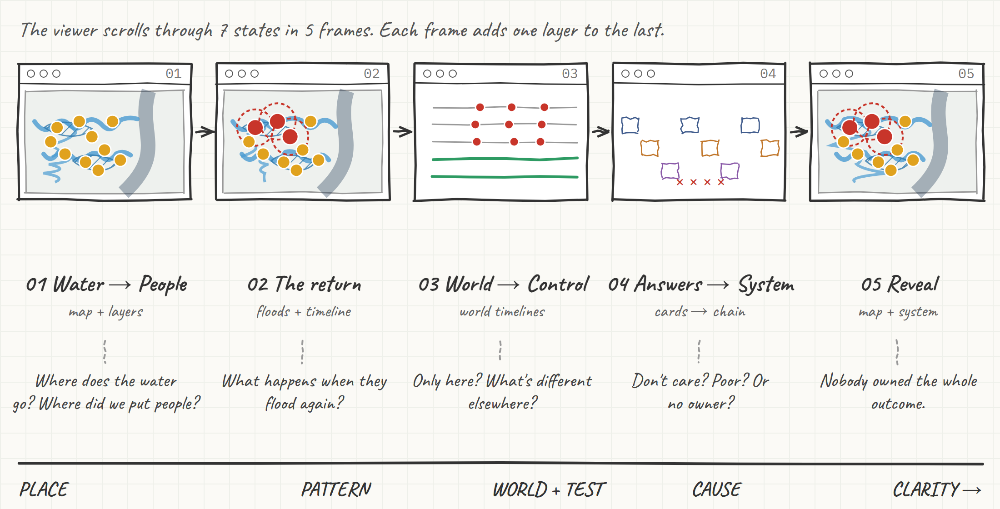 The viewer scrolls through 7 states in 5 frames. Each frame adds one layer to the last.
01
02
03
04
05
01 Water → People
02 The return
03 World → Control
04 Answers → System
05 Reveal
map + layers
floods + timeline
world timelines
cards → chain
map + system
Where does the water
go? Where did we put people?
What happens when they
flood again?
Only here? What's different
elsewhere?
Don't care? Poor? Or
no owner?
Nobody owned the whole
outcome.
PLACE
PATTERN
WORLD + TEST
CAUSE
CLARITY →